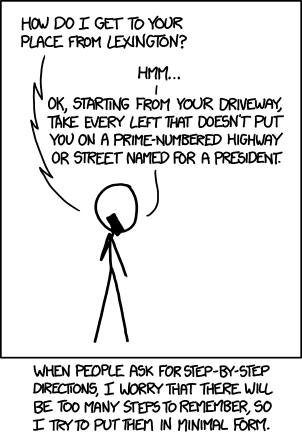 HOW DO I GET TO YOUR
PLACE FROM LEXINGTON?
HMM...
OK, STARTING FROM YOUR DRIVEWAY,
TAKE EVERY LEFT THAT DOESN'T PUT
YOU ON A PRIME-NUMBERED HIGHWAY
OR STREET NAMED FOR A PRESIDENT.
WHEN PEOPLE ASK FOR STEP-BY-STEP
DIRECTIONS, I WORRY THAT THERE WILL
BE TOO MANY STEPS TO REMEMBER, SO
I TRY TO PUT THEM IN MINIMAL FORM.